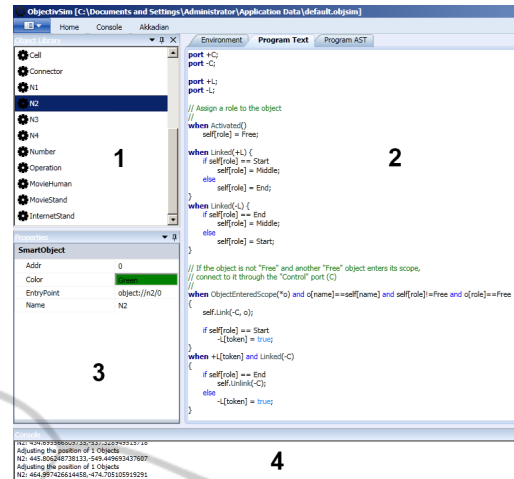 ObjectivSim [C:\Documents and Settings\Administrator\Application Data\default.objsim]
Home Console Akkadian
Object Library
Cell
Connector
N1
N2
N3
N4
Number
Operation
MovieHuman
MovieStand
InternetStand
1
Properties
SmartObject
Addr 0
Color Green
EntryPoint object://n2/0
Name N2
3
Environment Program Text Program AST
port +C;
port -C;
port +L;
port -L;
// Assign a role to the object
//
when Activated()
self[role] = Free;
when Linked(+L) {
if self[role] == Start
self[role] = Middle;
else
self[role] = End;
}
when Linked(-L) {
if self[role] == End
self[role] = Middle;
else
self[role] = Start;
}
// If the object is not "Free" and another "Free" object enters its scope,
// connect to it through the "Control" port (C)
//
when ObjectEnteredScope(*o) and o[name]==self[name] and self[role]!=Free and o[role]==Free
{
self.Link(-C, o);
if self[role] == Start
-L[token] = true;
}
when +L[token] and Linked(-C)
{
if self[role] == End
self.Unlink(-C);
else
-L[token] = true;
}
2
Console
Adjusting the position of 1 Objects
N2: 445.806248738133,-549.449693437607
Adjusting the position of 1 Objects
N2: 464,997426614458,-474.705105919291
4